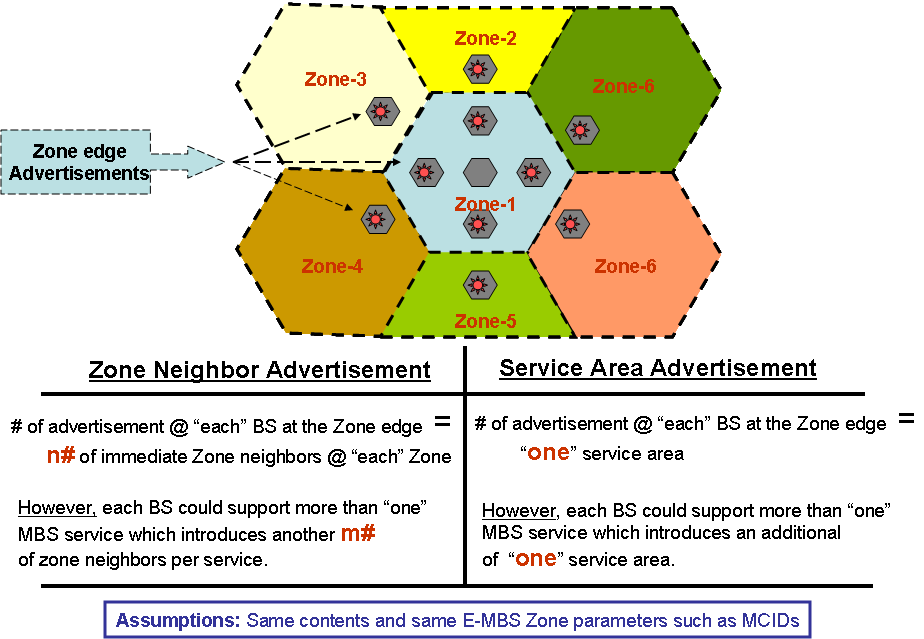 Zone-2
Zone-3
Zone-6
Zone edge
Advertisements
Zone-1
Zone-4
Zone-6
Zone-5
Zone Neighbor Advertisement
# of advertisement @ “each” BS at the Zone edge =
n# of immediate Zone neighbors @ “each” Zone
However, each BS could support more than “one”
MBS service which introduces another m#
of zone neighbors per service.
Service Area Advertisement
# of advertisement @ “each” BS at the Zone edge =
“one” service area
However, each BS could support more than “one”
MBS service which introduces an additional
of “one” service area.
Assumptions: Same contents and same E-MBS Zone parameters such as MCIDs